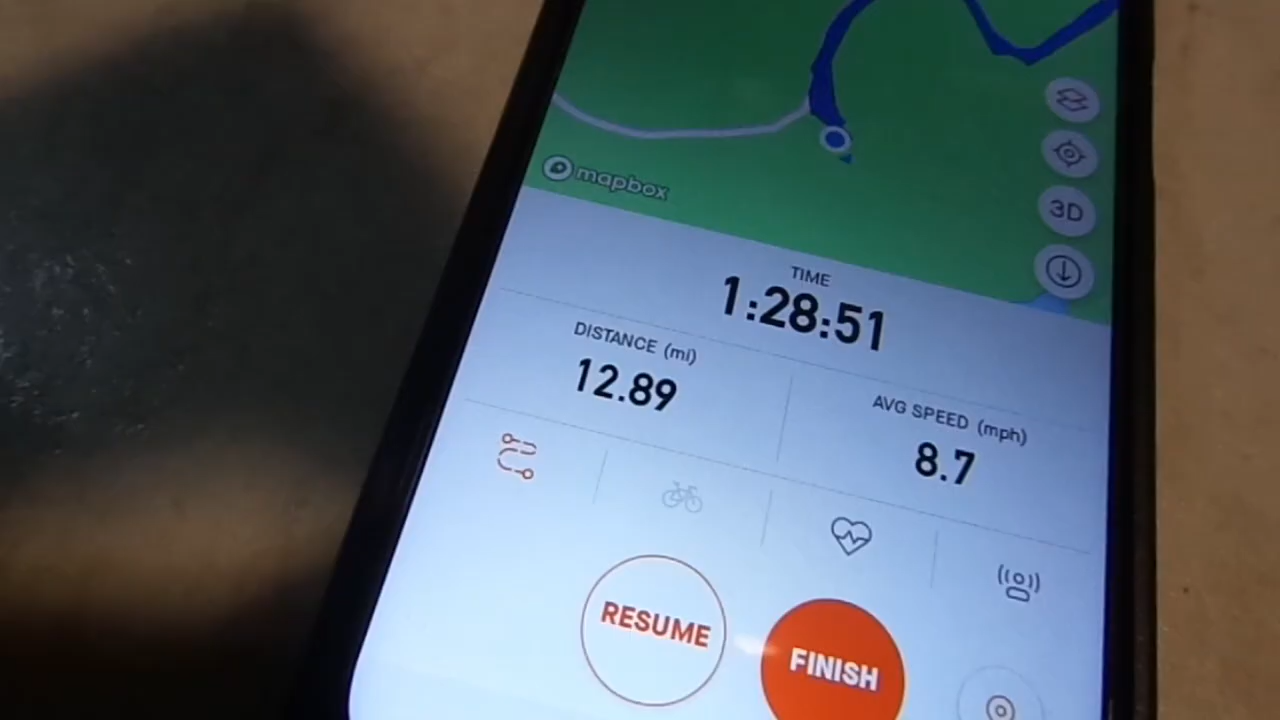 mapbox
3D
TIME
1:28:51
DISTANCE (mi)
12.89
AVG SPEED (mph)
8.7
RESUME
FINISH